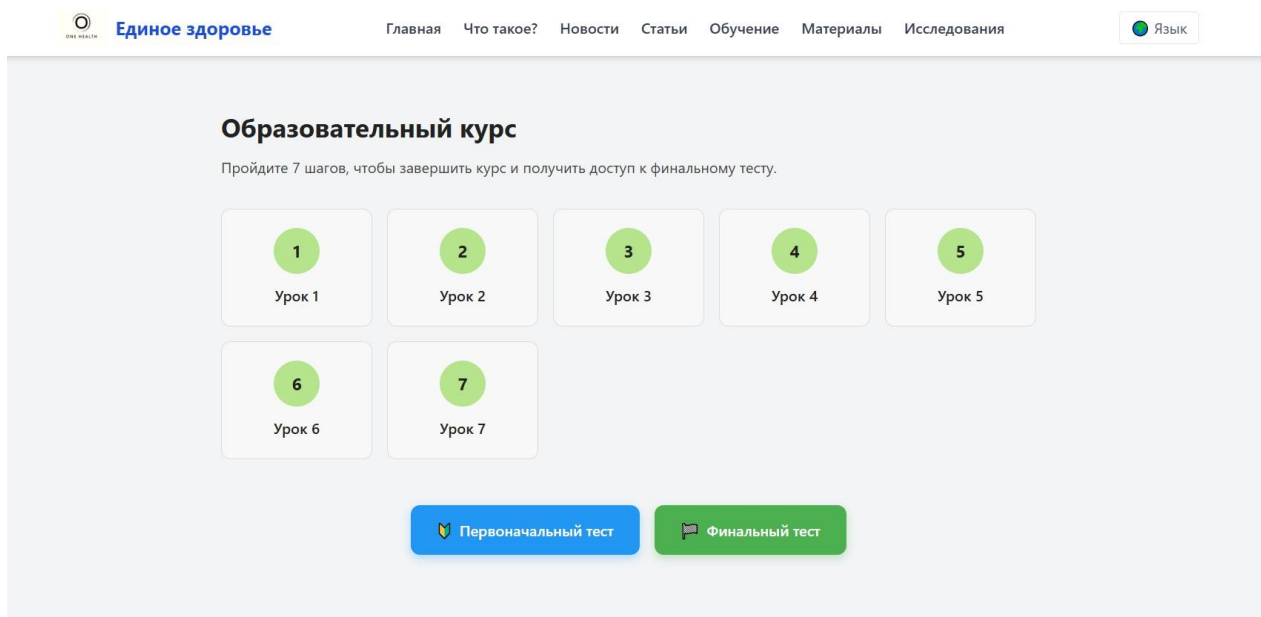 ONE HEALTH
Единое здоровье
Главная Что такое? Новости Статьи Обучение Материалы Исследования
Язык
Образовательный курс
Пройдите 7 шагов, чтобы завершить курс и получить доступ к финальному тесту.
1 2 3 4 5
Урок 1 Урок 2 Урок 3 Урок 4 Урок 5
6 7
Урок 6 Урок 7
Первоначальный тест Финальный тест